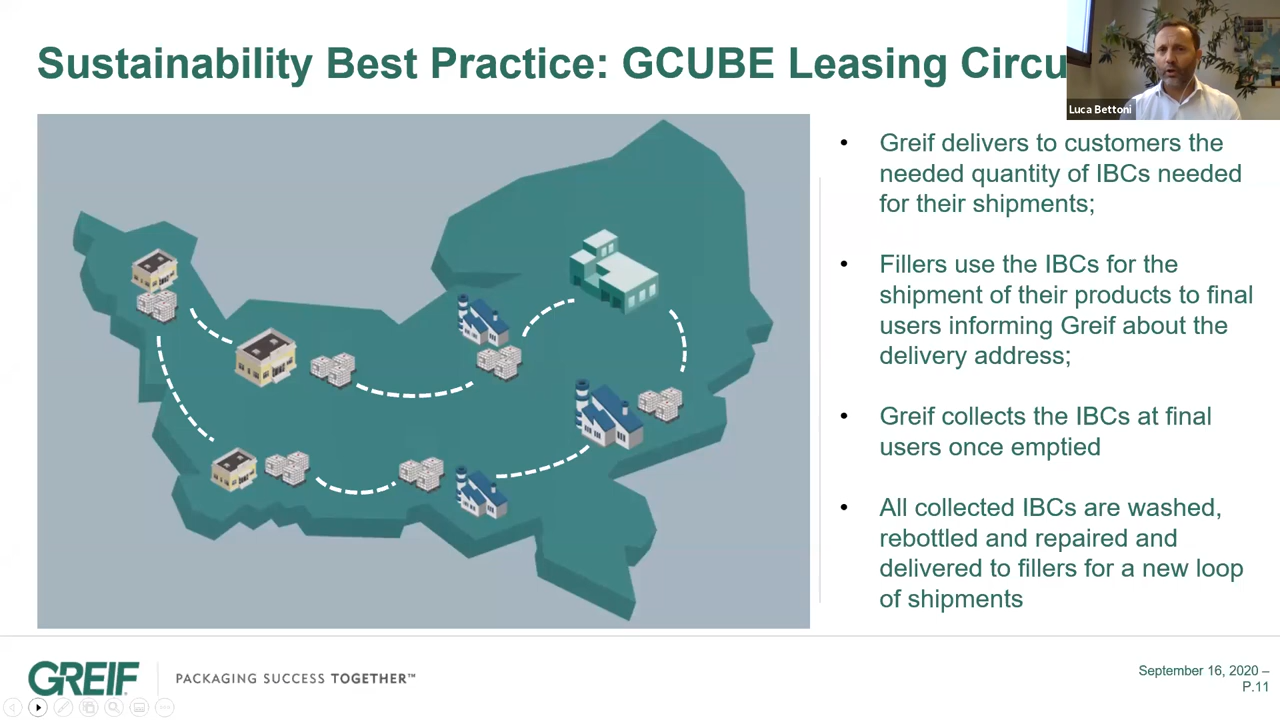 Sustainability Best Practice: GCUBE Leasing Circu
Luca Bettoni
• Greif delivers to customers the
needed quantity of IBCs needed
for their shipments;
• Fillers use the IBCs for the
shipment of their products to final
users informing Greif about the
delivery address;
• Greif collects the IBCs at final
users once emptied
• All collected IBCs are washed,
rebottled and repaired and
delivered to fillers for a new loop
of shipments
GREIF
PACKAGING SUCCESS TOGETHER™
September 16, 2020 –
P.11